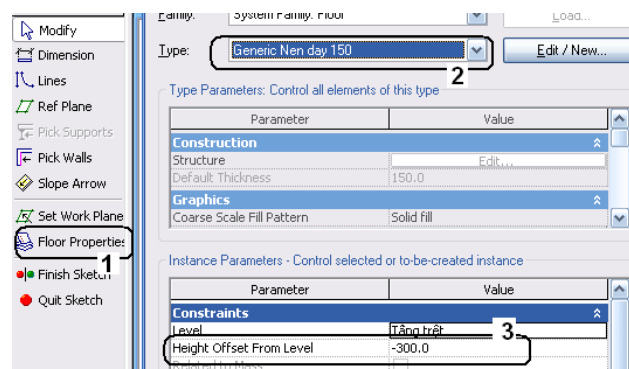 Modify
Dimension
Lines
Ref Plane
Pick Supports
Pick Walls
Slope Arrow
Set Work Plane
Floor Properties
1
Finish Sketch
Quit Sketch
Family: System Family: Floor Load...
Type: Generic Nen day 150 Edit / New...
2
Type Parameters: Control all elements of this type
Parameter Value
Construction
Structure Edit...
Default Thickness 150.0
Graphics
Coarse Scale Fill Pattern Solid fill
Instance Parameters - Control selected or to-be-created instance
Parameter Value
Constraints
Level Tầng trệt
3
Height Offset From Level -300.0
Related to Mass